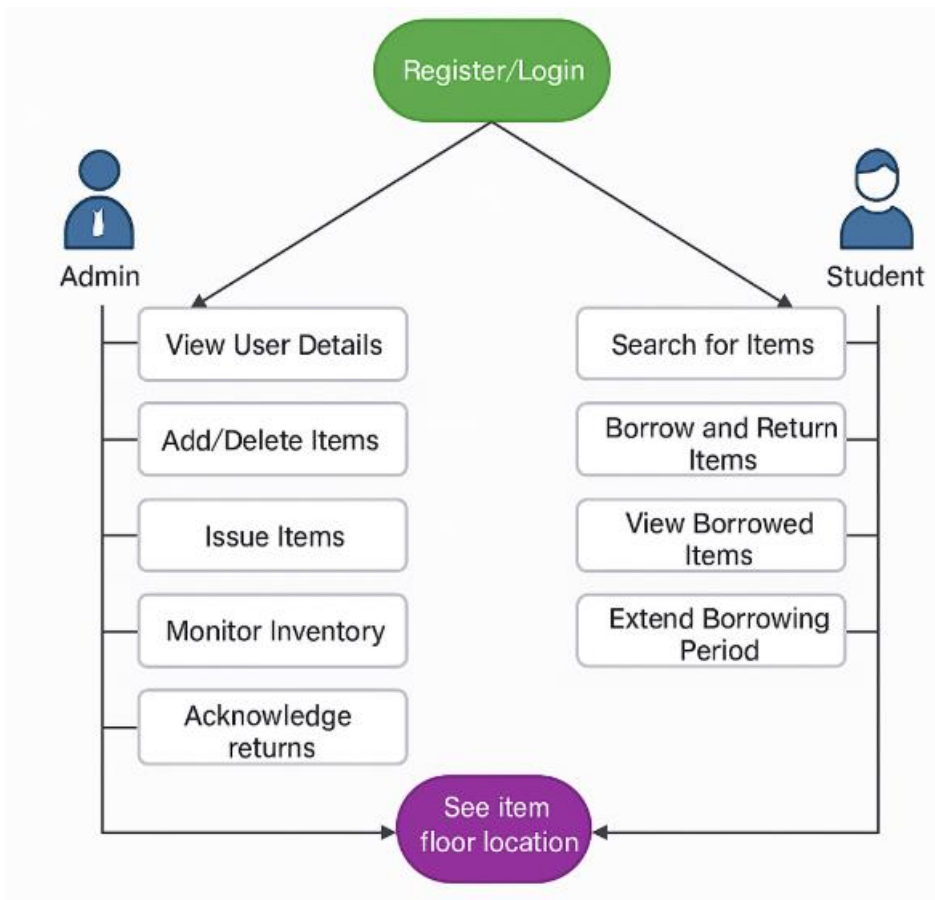 Register/Login
Admin
Student
View User Details
Add/Delete Items
Issue Items
Monitor Inventory
Acknowledge
returns
Search for Items
Borrow and Return
Items
View Borrowed
Items
Extend Borrowing
Period
See item
floor location